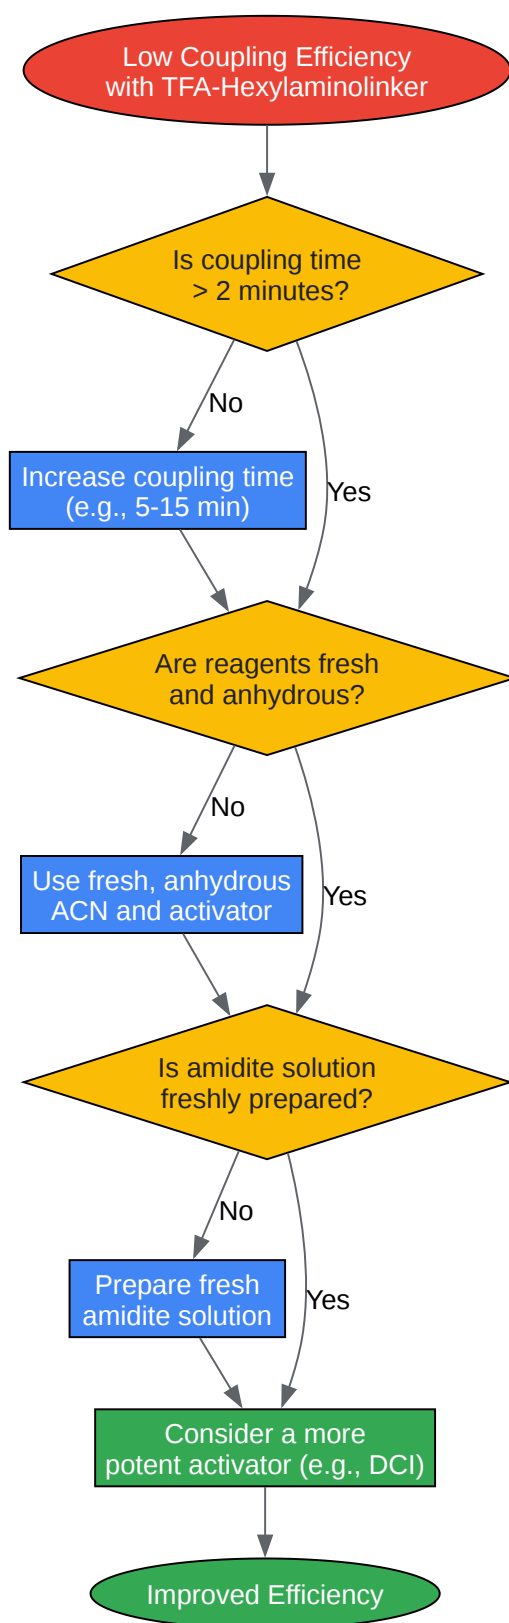 Low Coupling Efficiency
with TFA-Hexylaminolinker
Is coupling time
> 2 minutes?
No
Increase coupling time
(e.g., 5-15 min)
Yes
Are reagents fresh
and anhydrous?
No
Use fresh, anhydrous
ACN and activator
Yes
Is amidite solution
freshly prepared?
No
Prepare fresh
amidite solution
Yes
Consider a more
potent activator (e.g., DCI)
Improved Efficiency